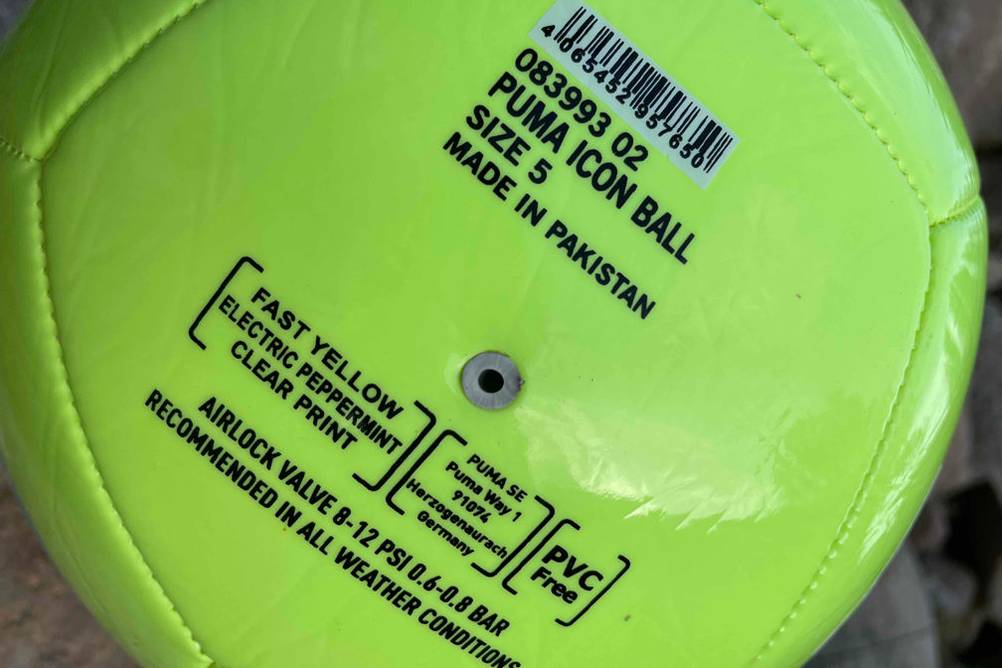 4065452957650
083993 02
PUMA ICON BALL
SIZE 5
MADE IN PAKISTAN
FAST YELLOW
ELECTRIC PEPPERMINT
CLEAR PRINT
PUMA SE
Puma Way 1
91074
Herzogenaurach
Germany
PVC
Free
AIRLOCK VALVE 8-12 PSI 0.6-0.8 BAR
RECOMMENDED IN ALL WEATHER CONDITIONS